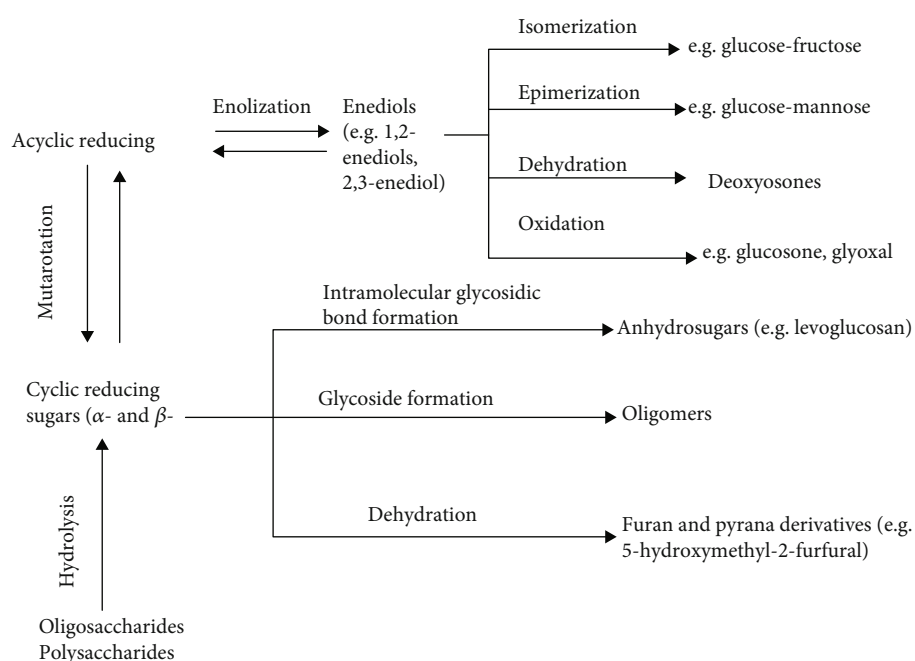 Isomerization
e.g. glucose-fructose
Enolization
Enediols
(e.g. 1,2-
enediols,
2,3-enediol)
Epimerization
e.g. glucose-mannose
Acyclic reducing
Dehydration
Deoxyosones
Oxidation
e.g. glucosone, glyoxal
Mutarotation
Intramolecular glycosidic
bond formation
Anhydrosugars (e.g. levoglucosan)
Cyclic reducing
sugars (α- and β-
Glycoside formation
Oligomers
Dehydration
Furan and pyrana derivatives (e.g.
5-hydroxymethyl-2-furfural)
Hydrolysis
Oligosaccharides
Polysaccharides